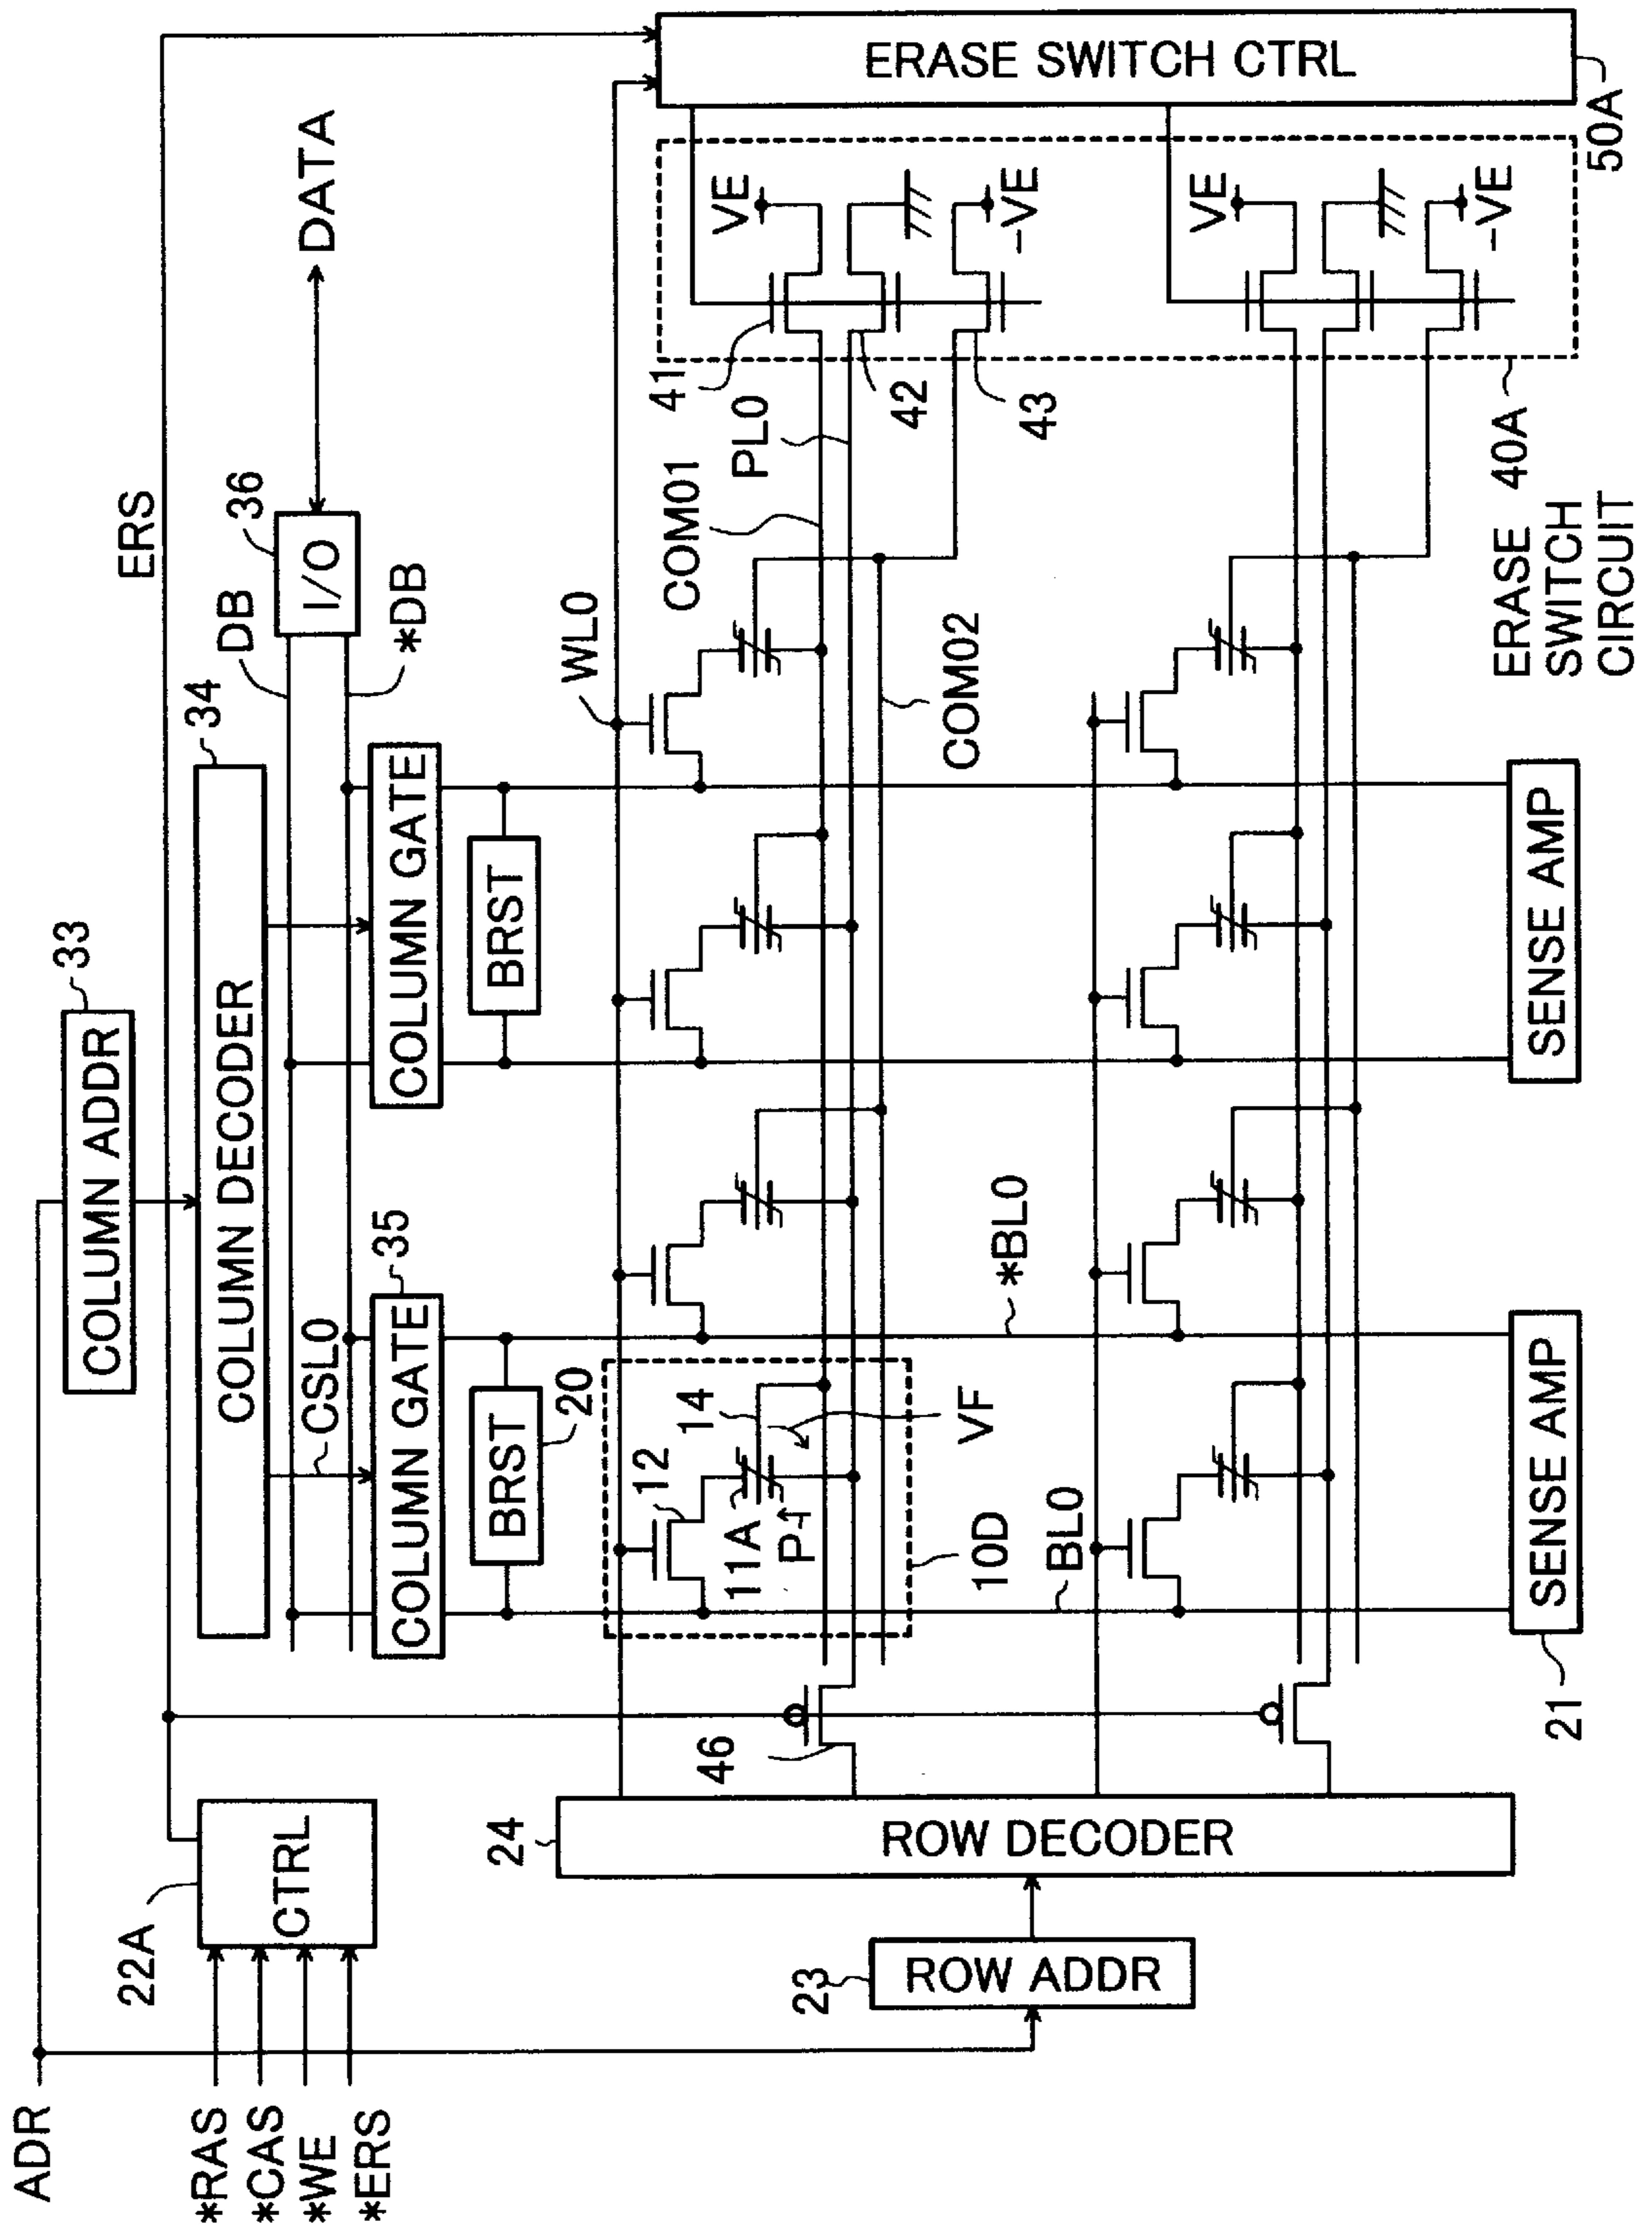 ADR
*RAS
*CAS
*WE
*ERS
22A
CTRL
ERS
COLUMN ADDR
33
COLUMN DECODER
34
CSL0
DB
*DB
I/O
36
DATA
COLUMN GATE
35
COLUMN GATE
BRST
20
BRST
WL0
12
14
11A
P
VF
10D
BL0
*BL0
COM01
PL0
COM02
41
42
43
VE
-VE
VE
-VE
46
24
ROW DECODER
23
ROW ADDR
SENSE AMP
21
SENSE AMP
ERASE
SWITCH
CIRCUIT
40A
ERASE SWITCH CTRL
50A